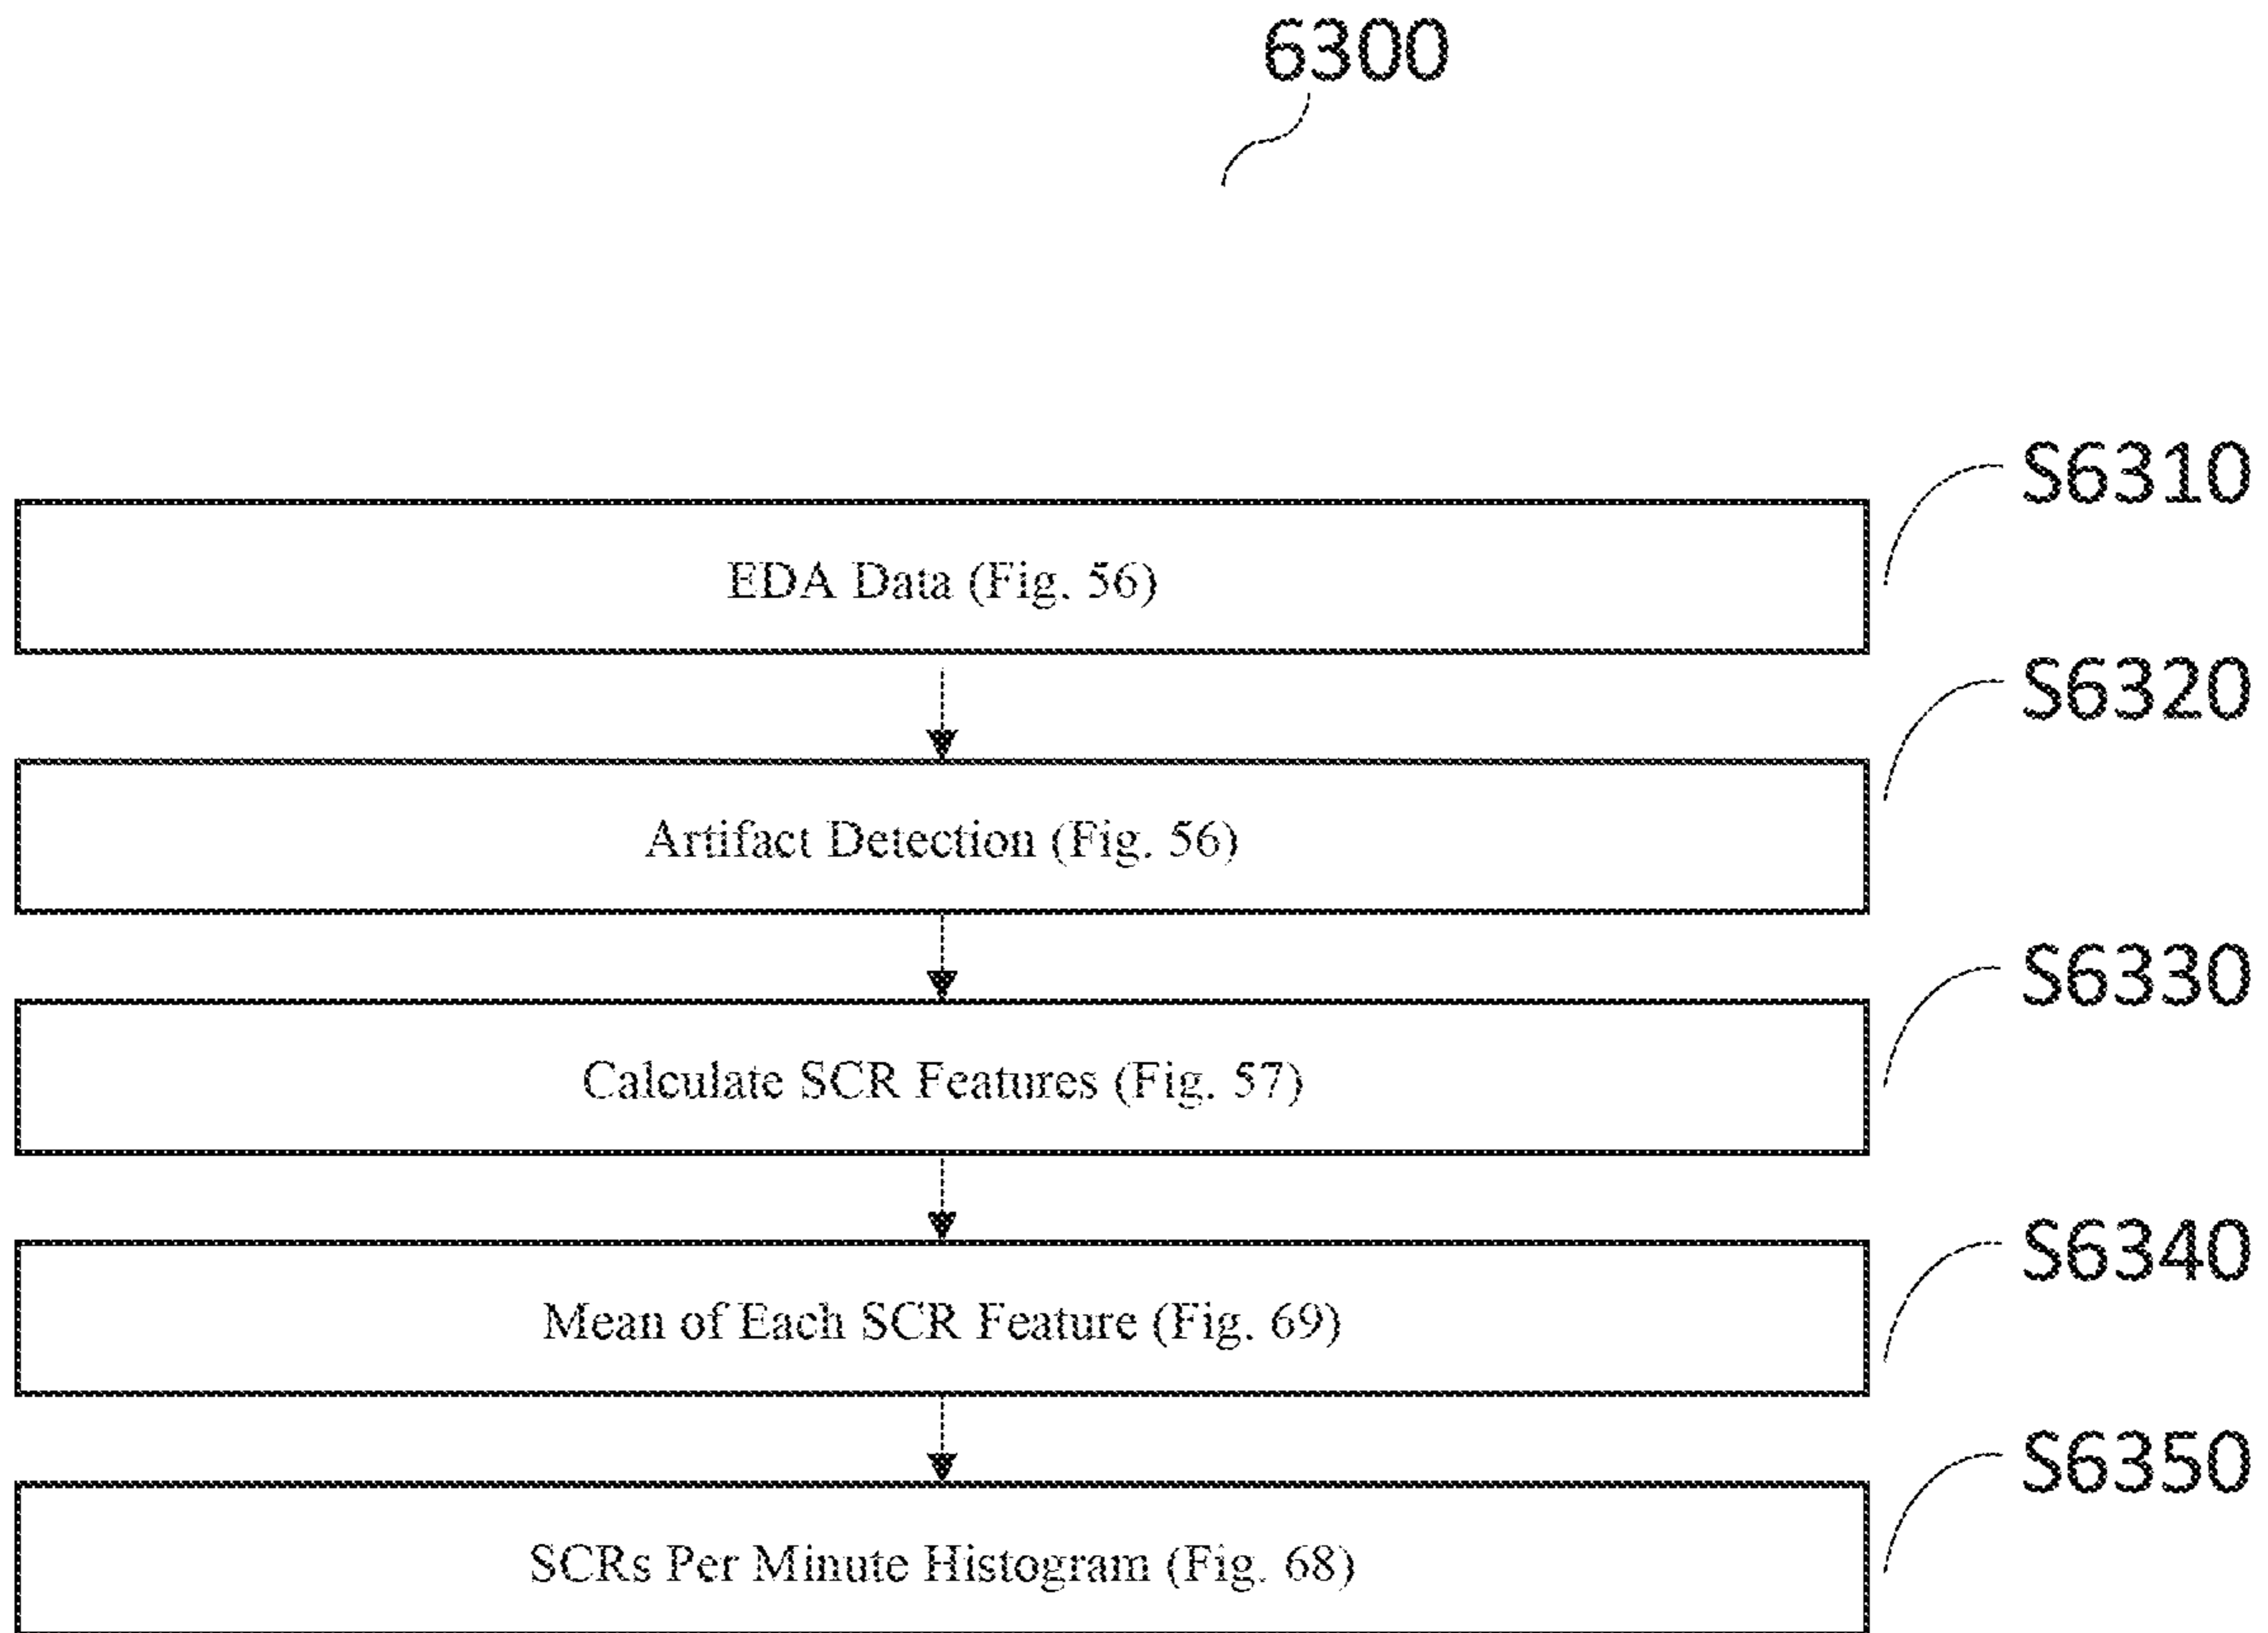 6300
S6310
EDA Data (Fig. 56)
S6320
Artifact Detection (Fig. 56)
S6330
Calculate SCR Features (Fig. 57)
S6340
Mean of Each SCR Feature (Fig. 69)
S6350
SCRs Per Minute Histogram (Fig. 68)